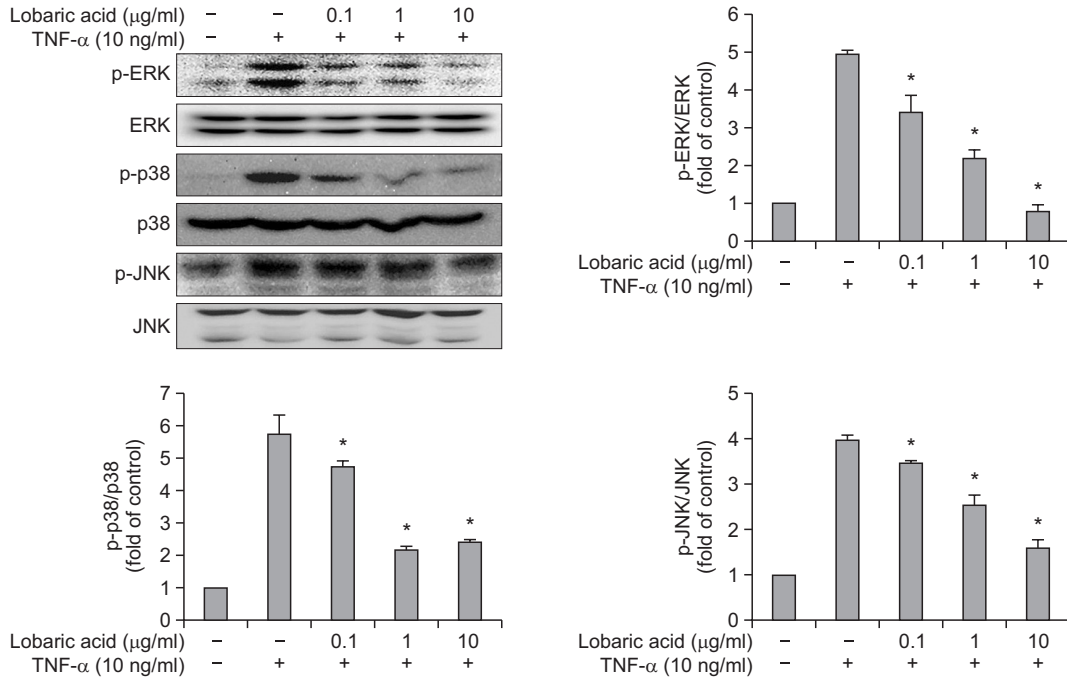 Lobaric acid (μg/ml) – – 0.1 1 10
TNF-α (10 ng/ml) – + + + +
p-ERK
ERK
p-p38
p38
p-JNK
JNK
p-ERK/ERK
(fold of control)
6
5
4
3
2
1
0
Lobaric acid (μg/ml) – – 0.1 1 10
TNF-α (10 ng/ml) – + + + +
* * *
p-p38/p38
(fold of control)
7
6
5
4
3
2
1
0
Lobaric acid (μg/ml) – – 0.1 1 10
TNF-α (10 ng/ml) – + + + +
* * *
p-JNK/JNK
(fold of control)
5
4
3
2
1
0
Lobaric acid (μg/ml) – – 0.1 1 10
TNF-α (10 ng/ml) – + + + +
* * *